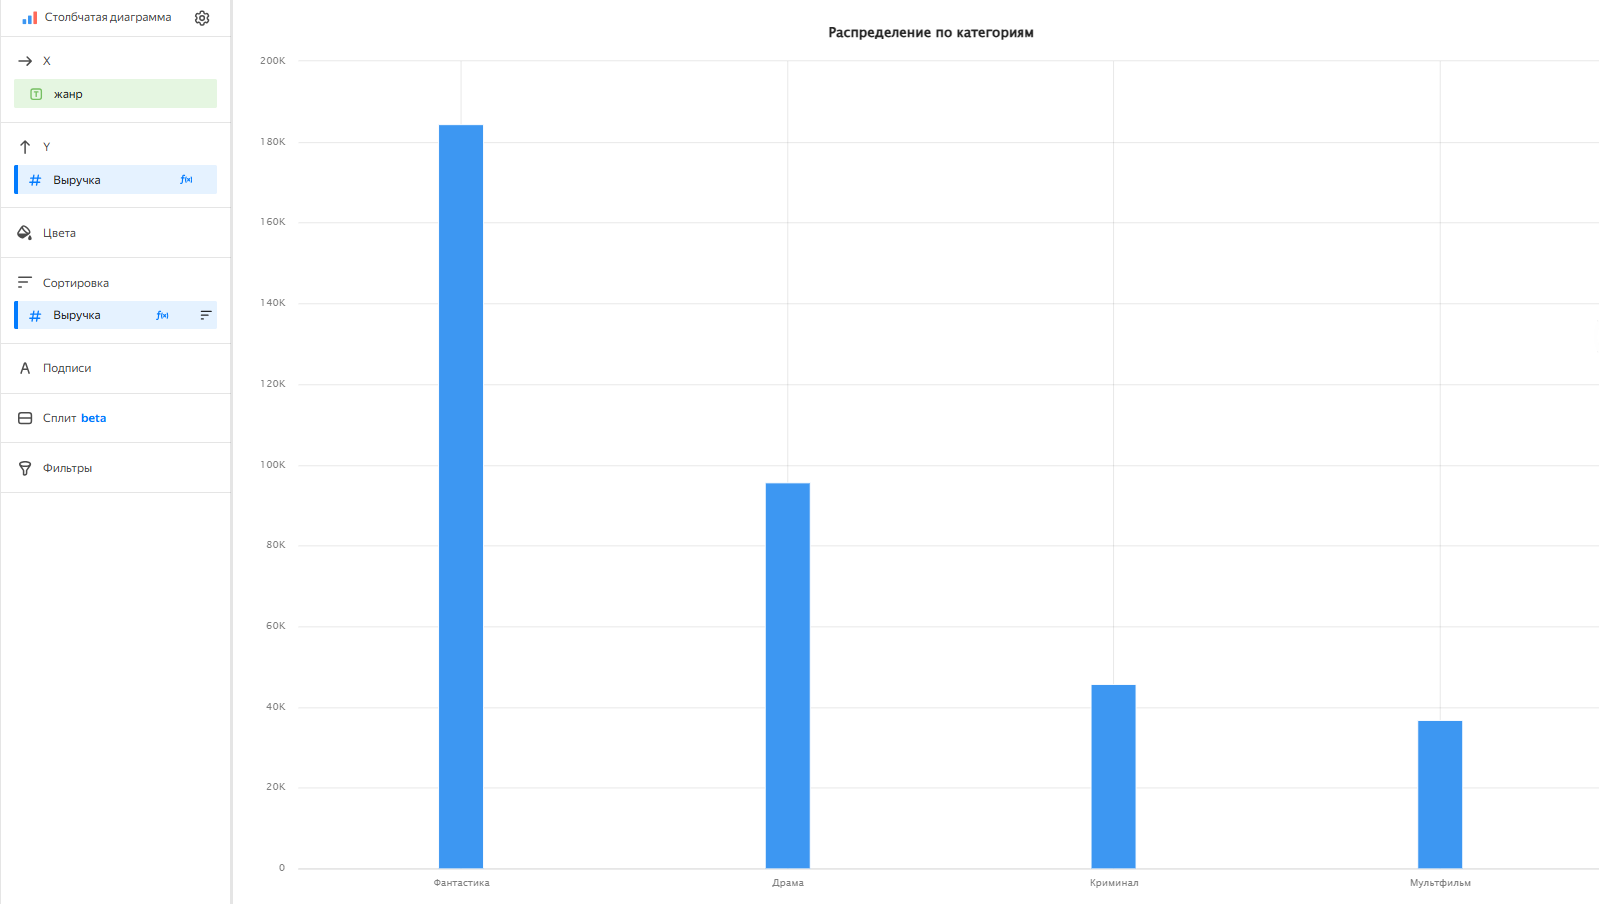 Столбчатая диаграмма
X
жанр
Y
Выручка f(x)
Цвета
Сортировка
Выручка f(x)
Подписи
Сплит beta
Фильтры
Распределение по категориям
200K
180K
160K
140K
120K
100K
80K
60K
40K
20K
0
Фантастика Драма Криминал Мультфильм